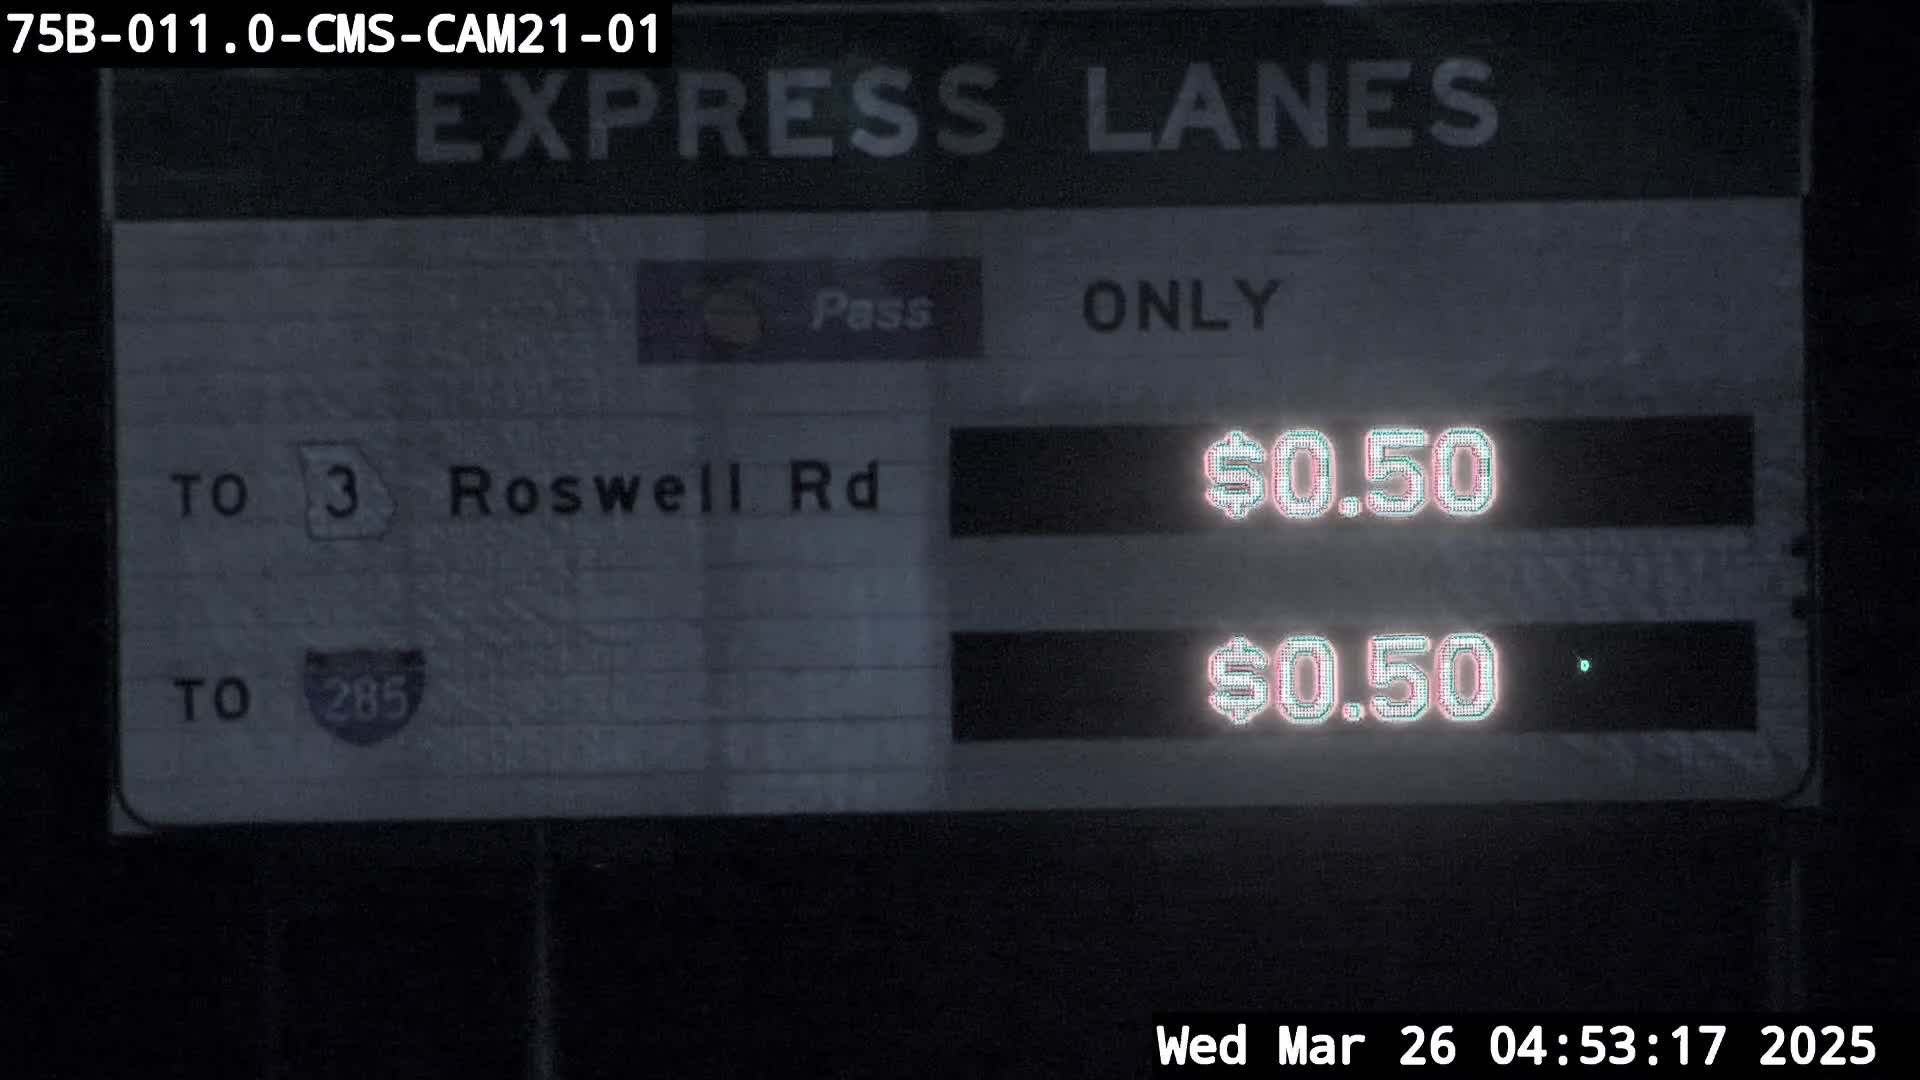 75B-011.0-CMS-CAM21-01
EXPRESS LANES
Pass ONLY
TO 3 Roswell Rd $0.50
TO 285 $0.50
Wed Mar 26 04:53:17 2025